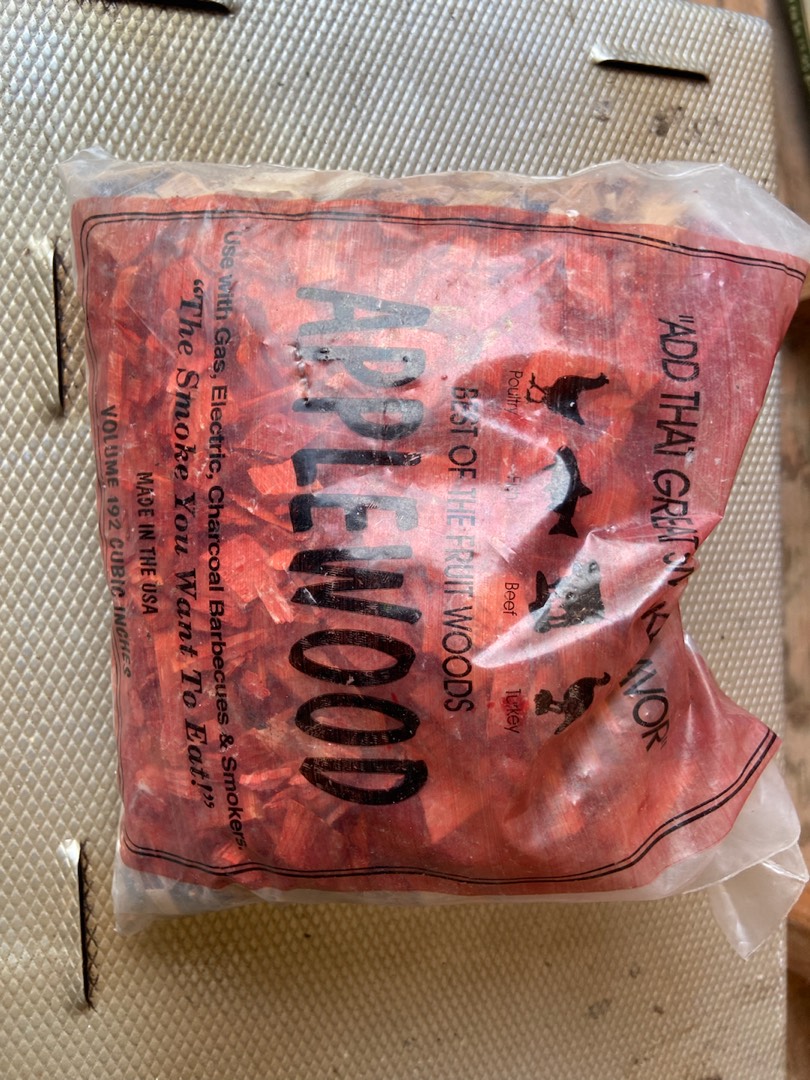 "ADD THAT GREAT
Poultry Beef Turkey
BEST OF THE FRUIT WOODS
APPLEWOOD
Use with Gas, Electric, Charcoal Barbecues & Smokers.
“The Smoke You Want To Eat!”
MADE IN THE USA
VOLUME 192 CUBIC INCHES